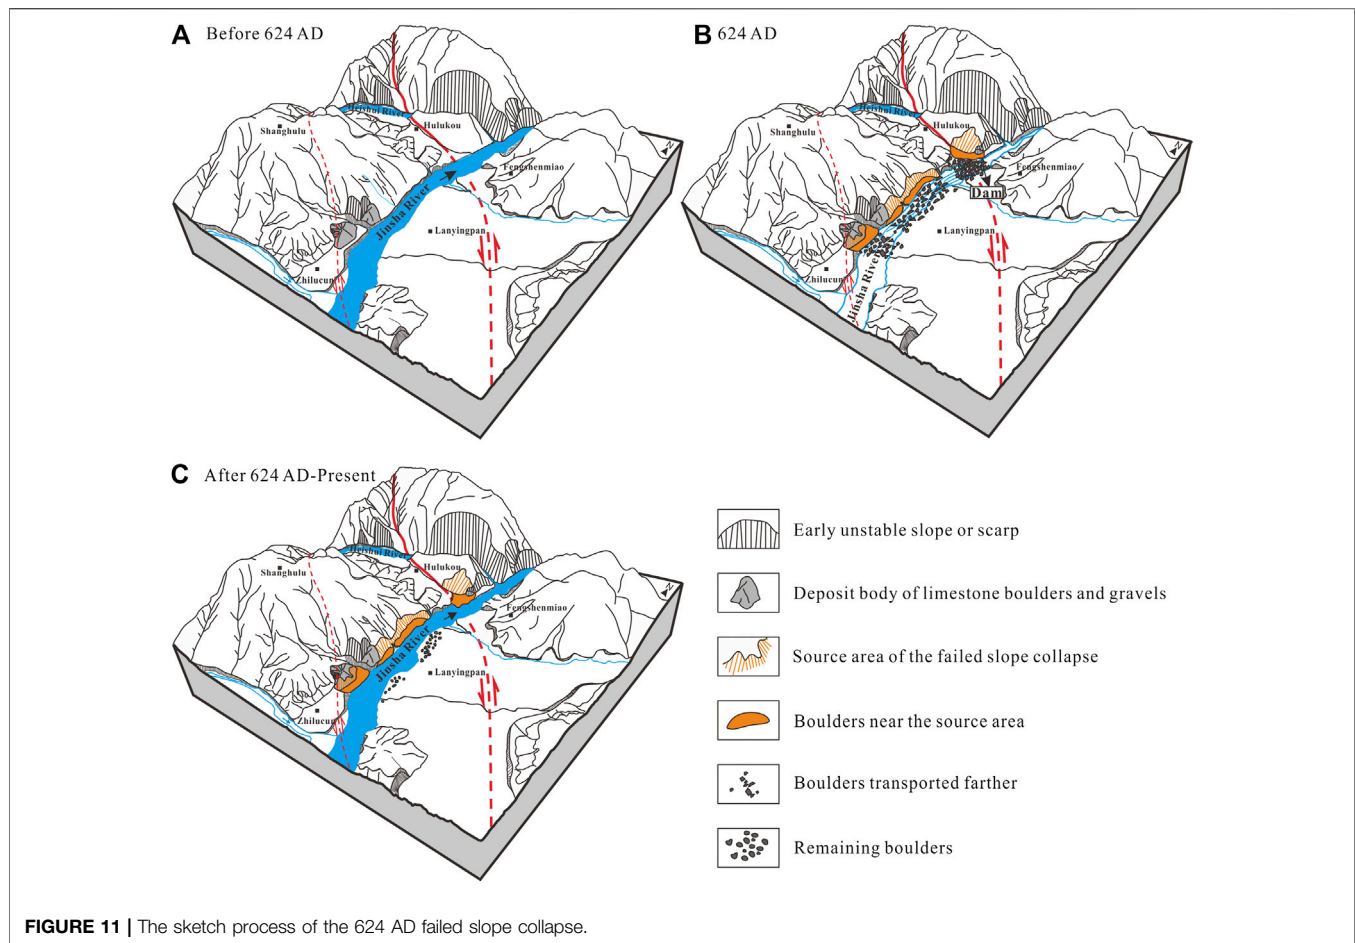 A Before 624 AD
Heishui River
Shanghulu
Hulukou
Fengshenmiao
Jinsha River
Lanyingpan
Zhilucun
N
B 624 AD
Heishui River
Shanghulu
Hulukou
Fengshenmiao
Dam
Lanyingpan
Zhilucun
Jinsha River
N
C After 624 AD-Present
Heishui River
Shanghulu
Hulukou
Fengshenmiao
Jinsha River
Lanyingpan
Zhilucun
N
Early unstable slope or scarp
Deposit body of limestone boulders and gravels
Source area of the failed slope collapse
Boulders near the source area
Boulders transported farther
Remaining boulders
FIGURE 11 | The sketch process of the 624 AD failed slope collapse.